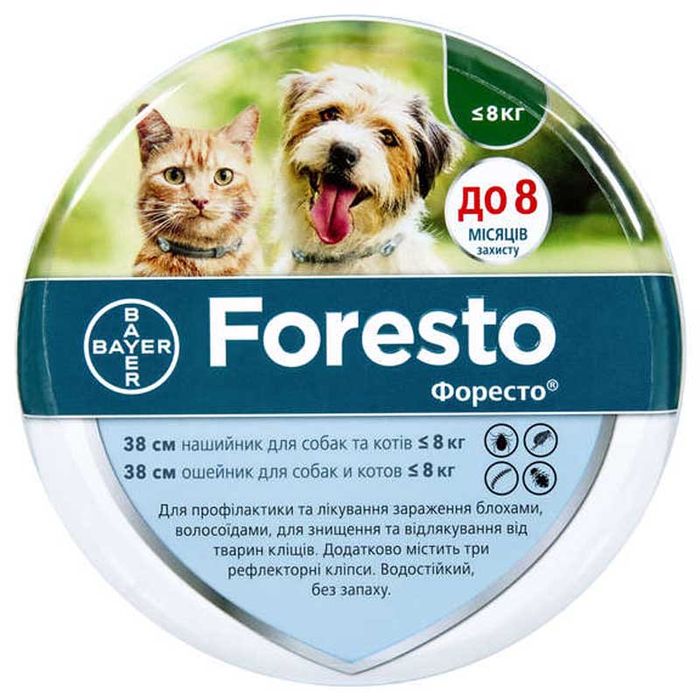 ≤8КГ
ДО 8
МІСЯЦІВ
захисту
BAYER
BAYER
Foresto
Форесто®
38 см нашийник для собак та котів ≤ 8 кг
38 см ошейник для собак и котов ≤ 8 кг
Для профілактики та лікування зараження блохами,
волосоїдами, для знищення та відлякування від
тварин кліщів. Додатково містить три
рефлекторні кліпси. Водостійкий,
без запаху.